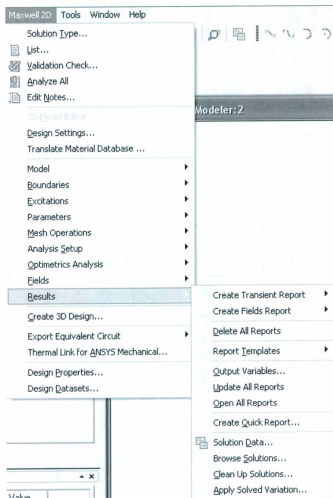 Maxwell 2D Tools Window Help
Solution Type...
List...
Validation Check...
Analyze All
Edit Notes...
3D Model Editor
Design Settings...
Translate Material Database ...
Model
Boundaries
Excitations
Parameters
Mesh Operations
Analysis Setup
Optimetrics Analysis
Fields
Results
Create 3D Design...
Export Equivalent Circuit
Thermal Link for ANSYS Mechanical...
Design Properties...
Design Datasets...
Modeler:2
Create Transient Report
Create Fields Report
Delete All Reports
Report Templates
Output Variables...
Update All Reports
Open All Reports
Create Quick Report...
Solution Data...
Browse Solutions...
Clean Up Solutions...
Apply Solved Variation...
Value